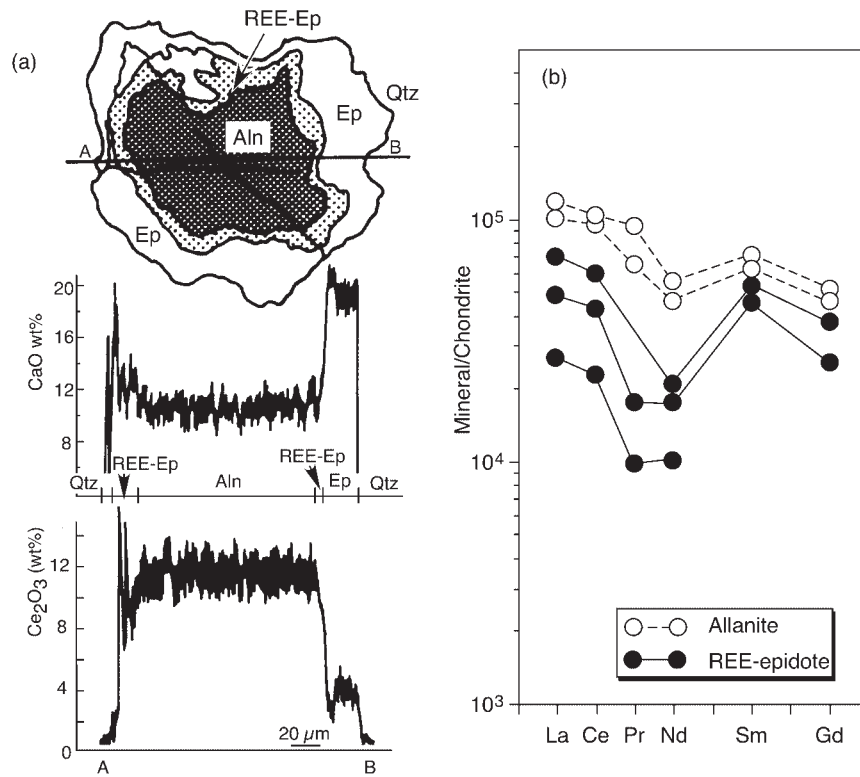 (a)
REE-Ep
Qtz
Ep
Aln
A
B
Ep
20
16
12
8
CaO wt%
REE-Ep
REE-Ep
Qtz
Aln
Ep
Qtz
12
8
4
0
Ce2O3 (wt%)
20 µm
A
B
(b)
10^5
10^4
10^3
Mineral/Chondrite
Allanite
REE-epidote
La Ce Pr Nd Sm Gd